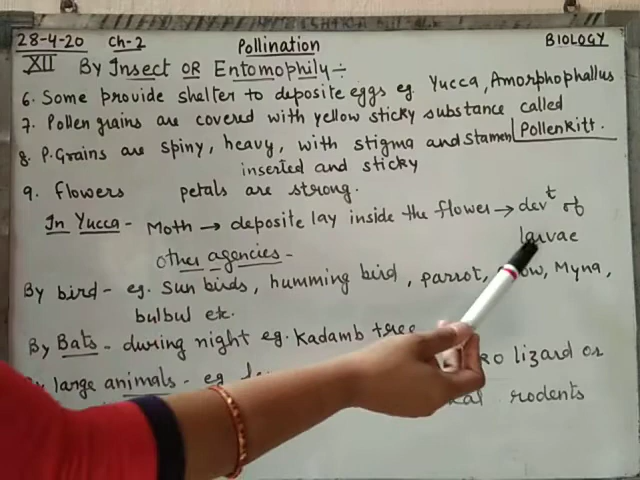 28-4-20 Ch-2 Pollination BIOLOGY
XII By Insect OR Entomophily÷
6. Some provide shelter to deposite eggs eg. Yucca, Amorphophallus
7. Pollen grains are covered with yellow sticky substance called Pollenkitt.
8. P. Grains are spiny, heavy, with stigma and stamen inserted and sticky
9. Flowers petals are strong.
In Yucca - Moth → deposite lay inside the flower → devt of larvae
other agencies -
By bird - eg. Sun birds, humming bird, parrot, Myna,
bulbul etc.
By Bats - during night eg. Kadamb tree
large animals - eg lizard or
rodents